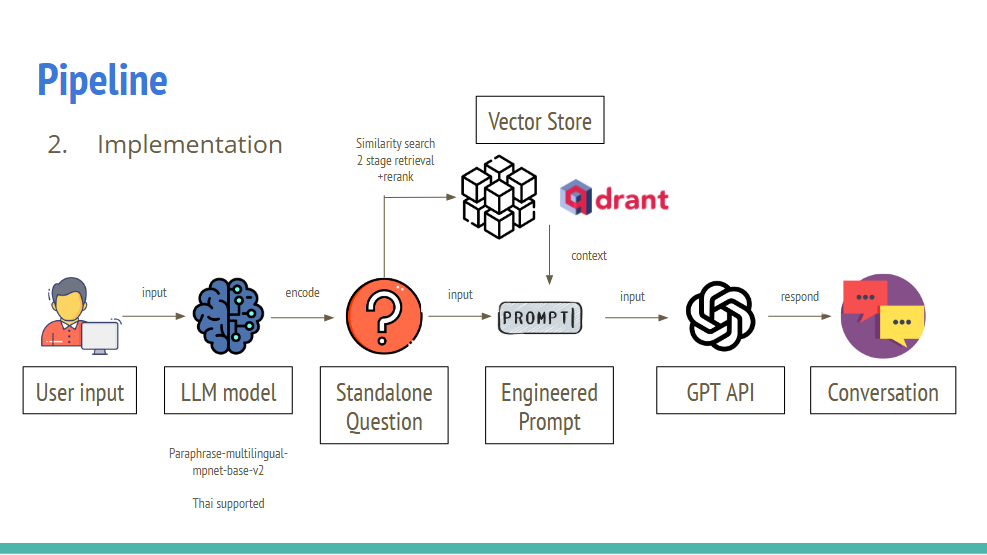 Pipeline
2. Implementation
Vector Store
Similarity search
2 stage retrieval
+rerank
qdrant
context
input
encode
input
PROMPT
input
respond
User input
LLM model
Standalone
Question
Engineered
Prompt
GPT API
Conversation
Paraphrase-multilingual-
mpnet-base-v2
Thai supported